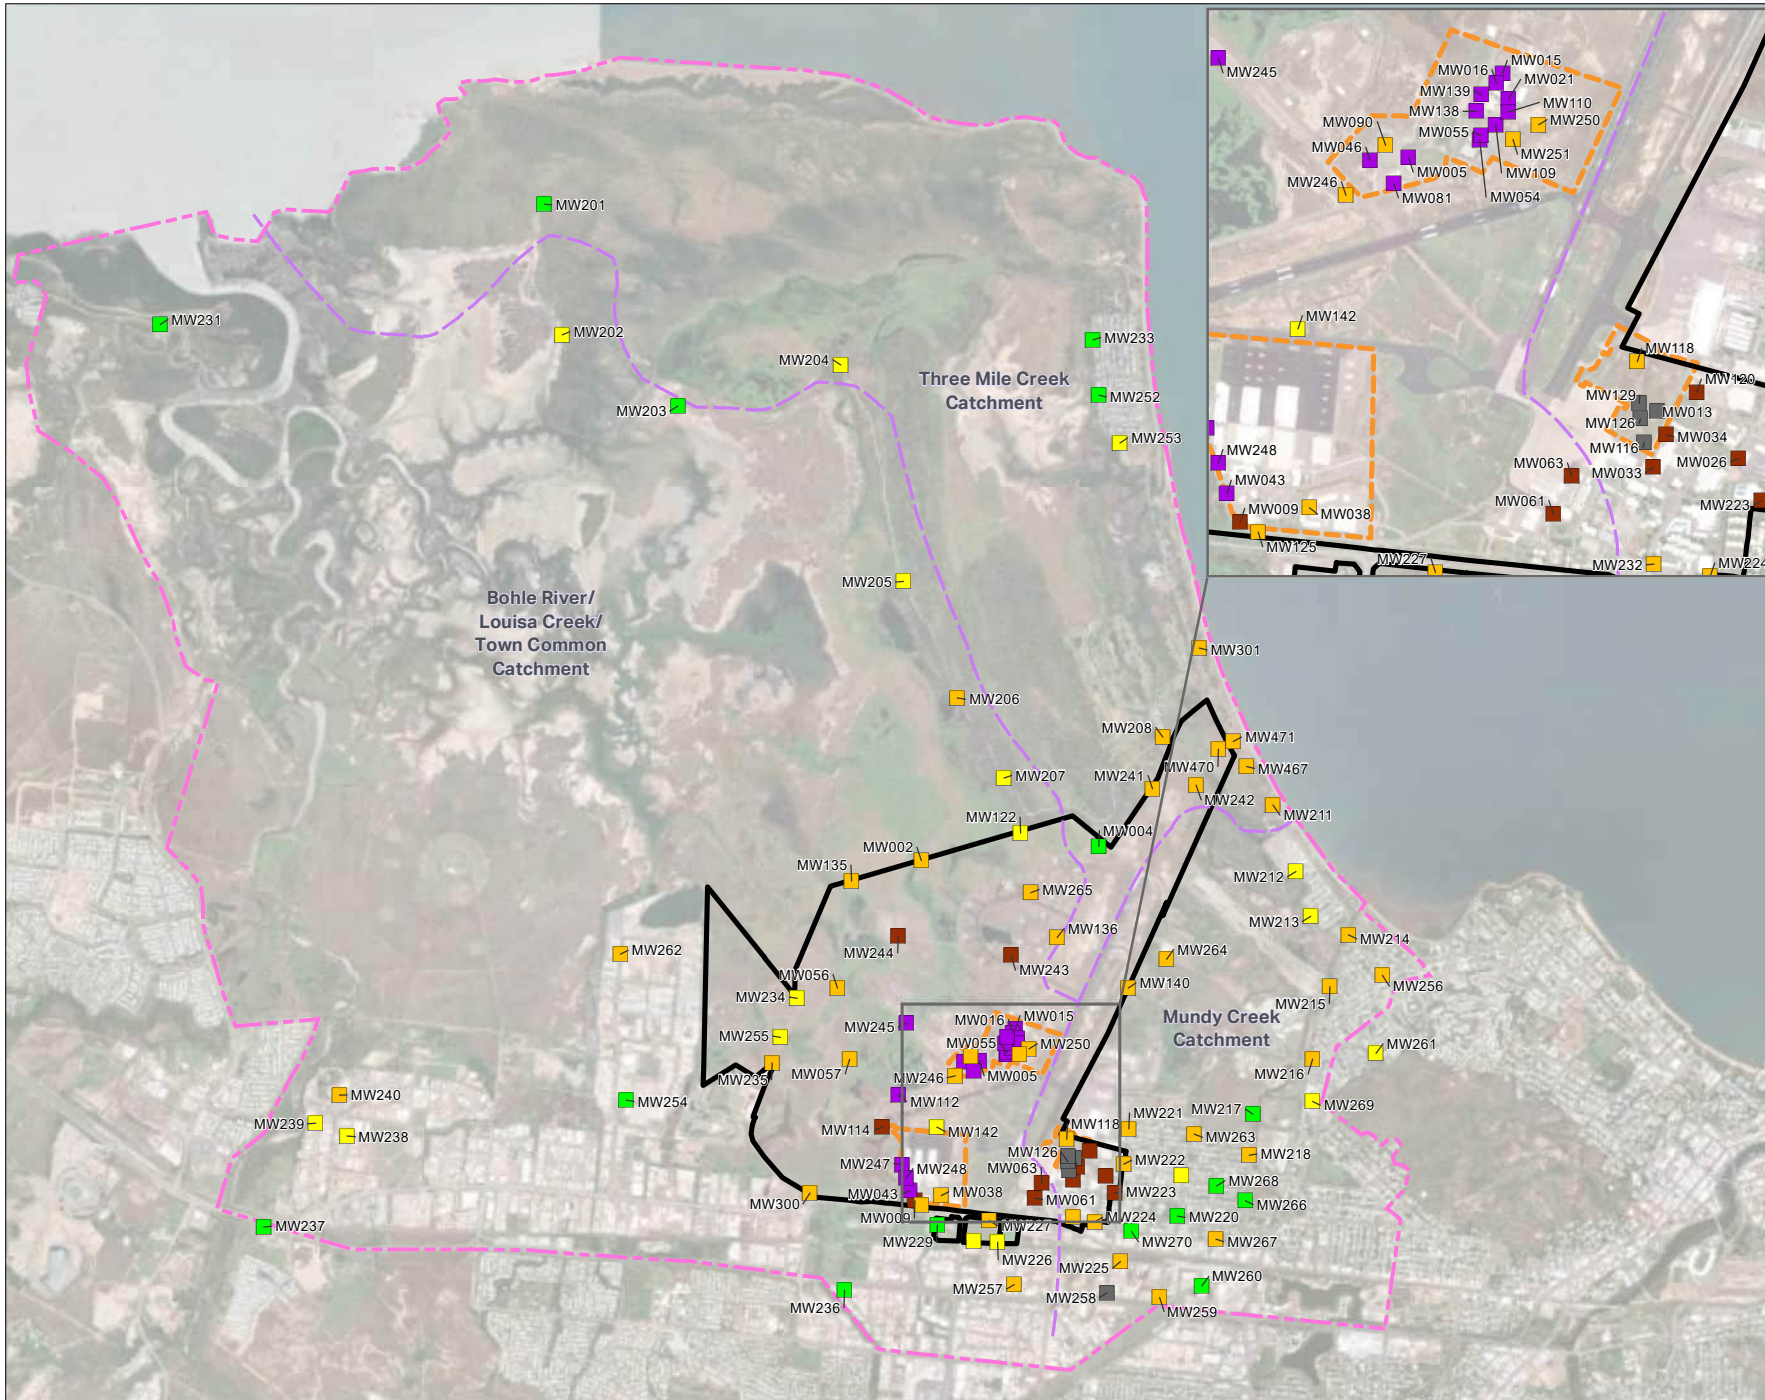 MW245
MW015
MW016
MW021
MW139
MW110
MW138
MW250
MW090
MW055
MW251
MW046
MW005
MW109
MW246
MW081
MW054
MW142
MW118
MW120
MW129
MW013
MW126
MW034
MW116
MW026
MW248
MW063
MW033
MW043
MW061
MW223
MW009
MW038
MW125
MW227
MW232
MW224
MW201
MW231
MW202
MW233
MW204
Three Mile Creek
Catchment
MW252
MW203
MW253
MW205
Bohle River/
Louisa Creek/
Town Common
Catchment
MW301
MW206
MW208
MW471
MW470
MW467
MW207
MW241
MW242
MW211
MW122
MW004
MW002
MW135
MW212
MW265
MW213
MW136
MW214
MW244
MW243
MW264
MW262
MW056
MW234
MW140
MW256
MW215
MW245
MW016
MW015
Mundy Creek
Catchment
MW255
MW055
MW250
MW261
MW235
MW057
MW246
MW005
MW216
MW240
MW254
MW112
MW269
MW239
MW238
MW114
MW142
MW118
MW221
MW217
MW263
MW126
MW222
MW218
MW247
MW248
MW063
MW268
MW043
MW038
MW061
MW223
MW266
MW300
MW009
MW224
MW220
MW237
MW227
MW229
MW270
MW267
MW226
MW225
MW257
MW258
MW260
MW236
MW259